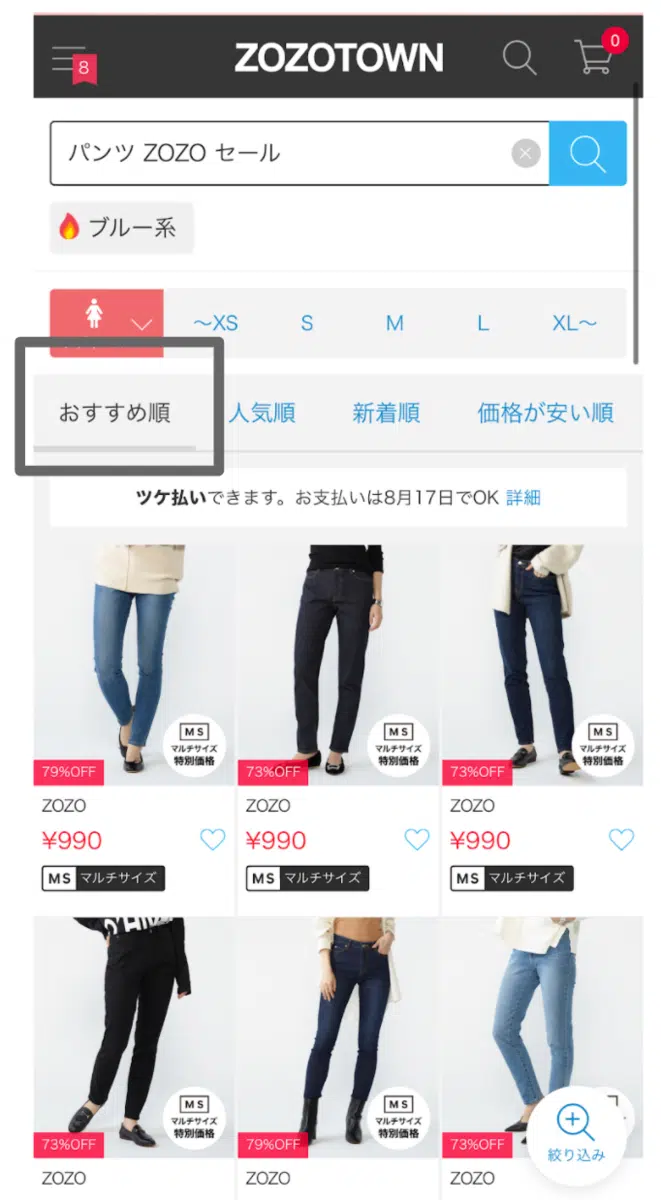 8
ZOZOTOWN
0
パンツ ZOZO セール
ブルー系
〜XS S M L XL〜
おすすめ順 人気順 新着順 価格が安い順
ツケ払いできます。お支払いは8月17日でOK 詳細
MS MS MS
マルチサイズ マルチサイズ マルチサイズ
特別価格 特別価格 特別価格
79%OFF 73%OFF 73%OFF
ZOZO ZOZO ZOZO
¥990 ¥990 ¥990
MS マルチサイズ MS マルチサイズ MS マルチサイズ
MS MS
マルチサイズ マルチサイズ
特別価格 特別価格
73%OFF 79%OFF 73%OFF
絞り込み
ZOZO ZOZO ZOZO